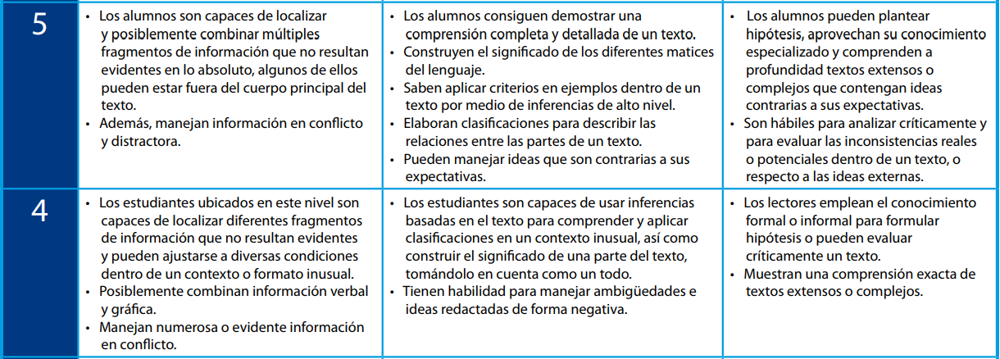 5
• Los alumnos son capaces de localizar
y posiblemente combinar múltiples
fragmentos de información que no resultan
evidentes en lo absoluto, algunos de ellos
pueden estar fuera del cuerpo principal del
texto.
• Además, manejan información en conflicto
y distractora.
• Los alumnos consiguen demostrar una
comprensión completa y detallada de un texto.
• Construyen el significado de los diferentes matices
del lenguaje.
• Saben aplicar criterios en ejemplos dentro de un
texto por medio de inferencias de alto nivel.
• Elaboran clasificaciones para describir las
relaciones entre las partes de un texto.
• Pueden manejar ideas que son contrarias a sus
expectativas.
• Los alumnos pueden plantear
hipótesis, aprovechan su conocimiento
especializado y comprenden a
profundidad textos extensos o
complejos que contengan ideas
contrarias a sus expectativas.
• Son hábiles para analizar críticamente y
para evaluar las inconsistencias reales
o potenciales dentro de un texto, o
respecto a las ideas externas.
4
• Los estudiantes ubicados en este nivel son
capaces de localizar diferentes fragmentos
de información que no resultan evidentes
y pueden ajustarse a diversas condiciones
dentro de un contexto o formato inusual.
• Posiblemente combinan información verbal
y gráfica.
• Manejan numerosa o evidente información
en conflicto.
• Los estudiantes son capaces de usar inferencias
basadas en el texto para comprender y aplicar
clasificaciones en un contexto inusual, así como
construir el significado de una parte del texto,
tomándolo en cuenta como un todo.
• Tienen habilidad para manejar ambigüedades e
ideas redactadas de forma negativa.
• Los lectores emplean el conocimiento
formal o informal para formular
hipótesis o pueden evaluar
críticamente un texto.
• Muestran una comprensión exacta de
textos extensos o complejos.